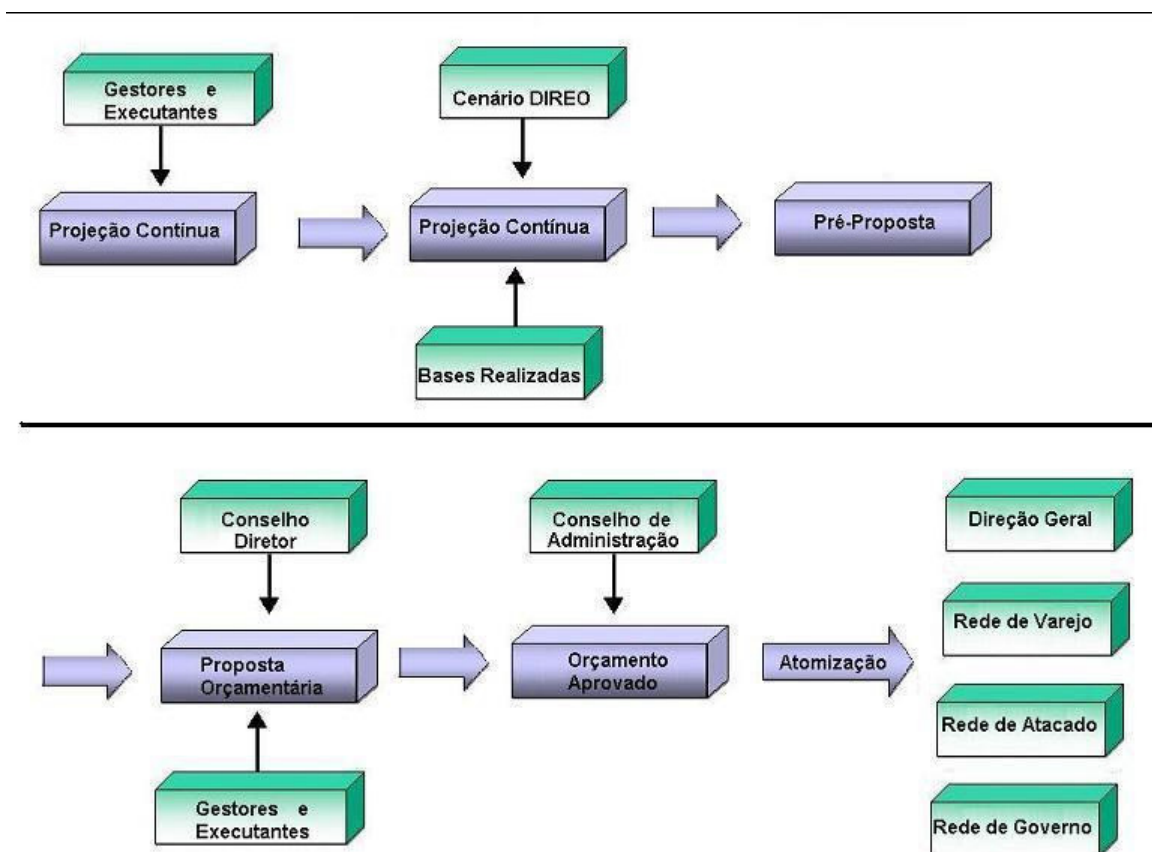 Gestores e
Executantes
Cenário DIREO
Projeção Contínua
Projeção Contínua
Pré-Proposta
Bases Realizadas
Conselho
Diretor
Conselho de
Administração
Direção Geral
Rede de Varejo
Proposta
Orçamentária
Orçamento
Aprovado
Atomização
Rede de Atacado
Gestores e
Executantes
Rede de Governo